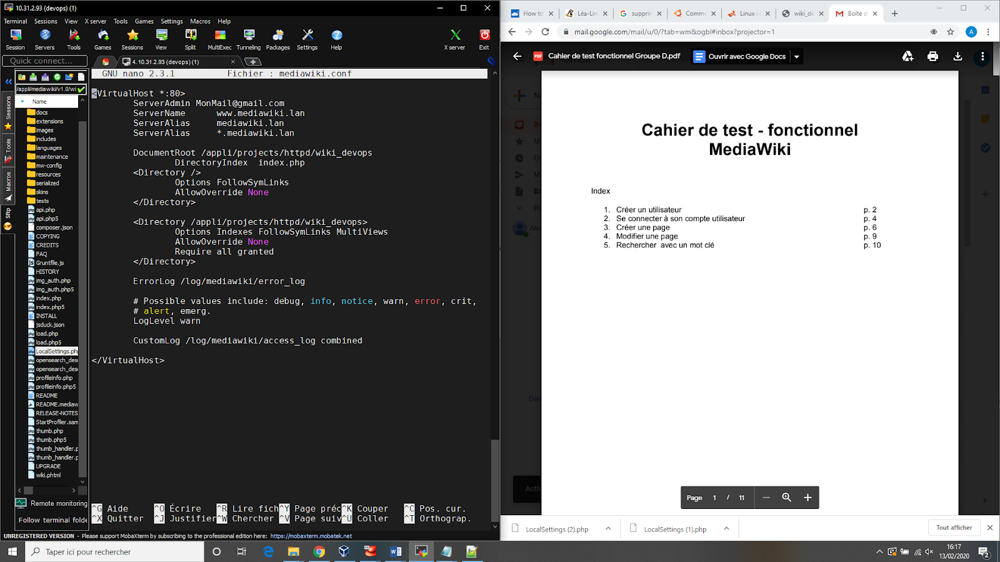 10.31.2.93 (devops) (1)
Terminal Sessions View X server Tools Games Settings Macros Help
Session Servers Tools Games Sessions View Split MultiExec Tunneling Packages Settings Help X server Exit
Quick connect...
4. 10.31.2.93 (devops) (1)
/appli/mediawiki/v1.0/wi
Name
Sessions
Tools
Macros
Sftp
docs
extensions
images
includes
languages
maintenance
mw-config
resources
serialized
skins
tests
api.php
api.php5
composer.json
COPYING
CREDITS
FAQ
Gruntfile.js
HISTORY
img_auth.php
img_auth.php5
index.php
index.php5
INSTALL
jsduck.json
load.php
load.php5
LocalSettings.php
opensearch_desc
opensearch_desc
profileinfo.php
profileinfo.php5
README
README.mediaw
RELEASE-NOTES
StartProfiler.sam
thumb.php
thumb.php5
thumb_handler.p
thumb_handler.p
UPGRADE
wiki.phtml
Remote monitoring
Follow terminal folde
GNU nano 2.3.1 Fichier : mediawiki.conf
<VirtualHost *:80>
ServerAdmin MonMail@gmail.com
ServerName www.mediawiki.lan
ServerAlias mediawiki.lan
ServerAlias *.mediawiki.lan
DocumentRoot /appli/projects/httpd/wiki_devops
DirectoryIndex index.php
<Directory />
Options FollowSymLinks
AllowOverride None
</Directory>
<Directory /appli/projects/httpd/wiki_devops>
Options Indexes FollowSymLinks MultiViews
AllowOverride None
Require all granted
</Directory>
ErrorLog /log/mediawiki/error_log
# Possible values include: debug, info, notice, warn, error, crit,
# alert, emerg.
LogLevel warn
CustomLog /log/mediawiki/access_log combined
</VirtualHost>
^G Aide ^O Écrire ^R Lire fich^Y Page préc^K Couper ^C Pos. cur.
^X Quitter ^J Justifier^W Chercher ^V Page suiv^U Coller ^T Orthograp.
UNREGISTERED VERSION - Please support MobaXterm by subscribing to the professional edition here: https://mobaxterm.mobatek.net
How to Léa-Lin supprim Comme Linux : wiki_de Boîte d
mail.google.com/mail/u/0/?tab=wm&ogbl#inbox?projector=1
A
PDF Cahier de test fonctionnel Groupe D.pdf Ouvrir avec Google Docs
Cahier de test - fonctionnel
MediaWiki
Index
1. Créer un utilisateur p. 2
2. Se connecter à son compte utilisateur p. 4
3. Créer une page p. 6
4. Modifier une page p. 9
5. Rechercher avec un mot clé p. 10
Page 1 / 11
LocalSettings (2).php LocalSettings (1).php Tout afficher
Taper ici pour rechercher
16:17
13/02/2020
2